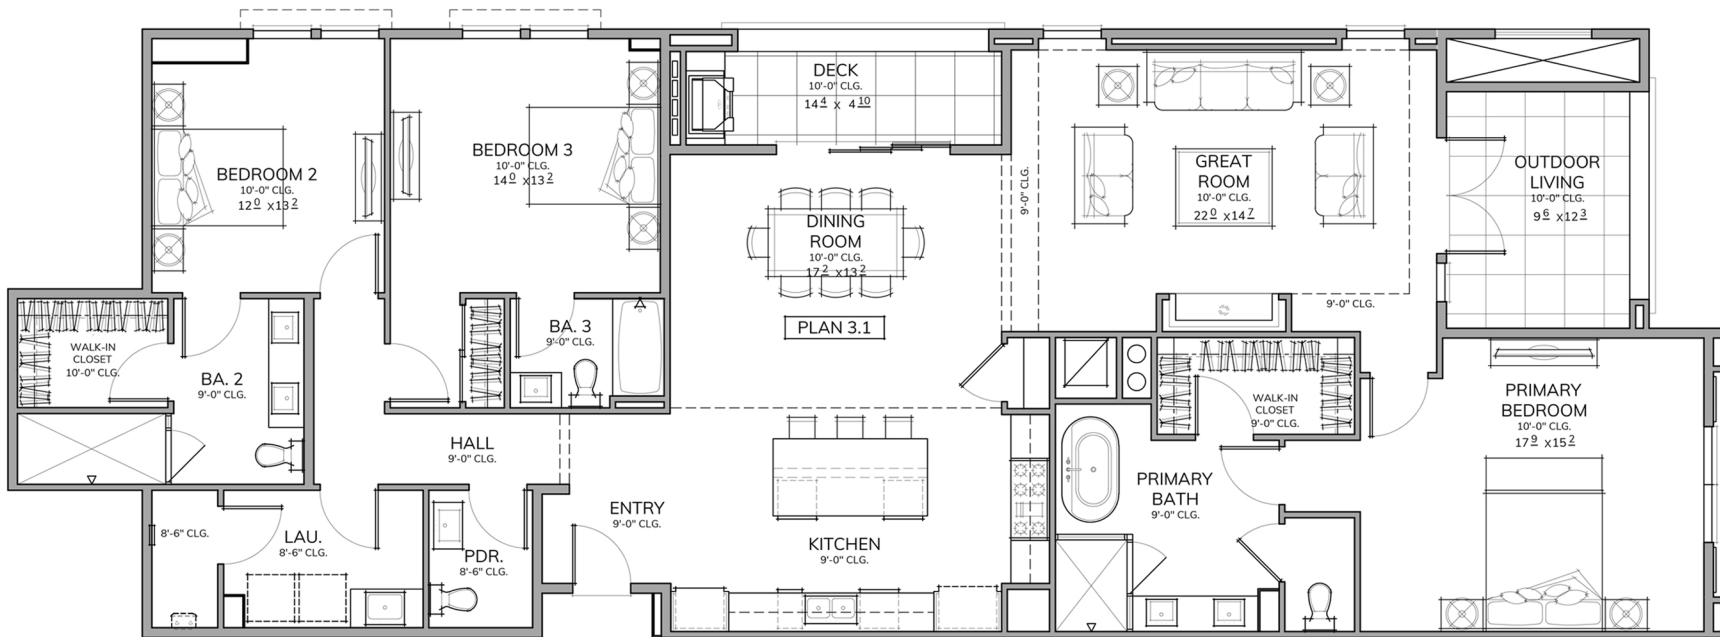 DECK
10'-0" CLG.
14 4 x 4 10
BEDROOM 2
10'-0" CLG.
12 0 x13 2
BEDROOM 3
10'-0" CLG.
14 0 x13 2
GREAT
ROOM
10'-0" CLG.
22 0 x14 7
OUTDOOR
LIVING
10'-0" CLG.
9 6 x12 3
9'-0" CLG.
DINING
ROOM
10'-0" CLG.
17 2 x13 2
PLAN 3.1
9'-0" CLG.
WALK-IN
CLOSET
10'-0" CLG.
BA. 2
9'-0" CLG.
BA. 3
9'-0" CLG.
WALK-IN
CLOSET
9'-0" CLG.
PRIMARY
BEDROOM
10'-0" CLG.
17 9 x15 2
HALL
9'-0" CLG.
PRIMARY
BATH
9'-0" CLG.
ENTRY
9'-0" CLG.
KITCHEN
9'-0" CLG.
8'-6" CLG.
LAU.
8'-6" CLG.
PDR.
8'-6" CLG.